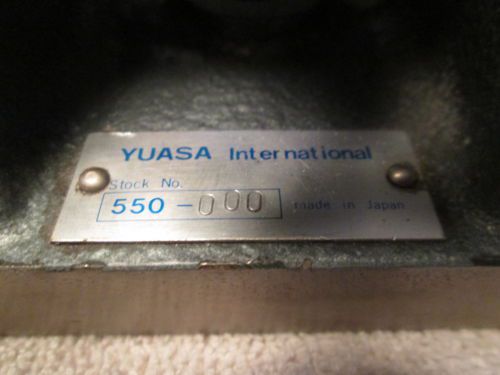 YUASA International
Stock No.
550-000 made in Japan